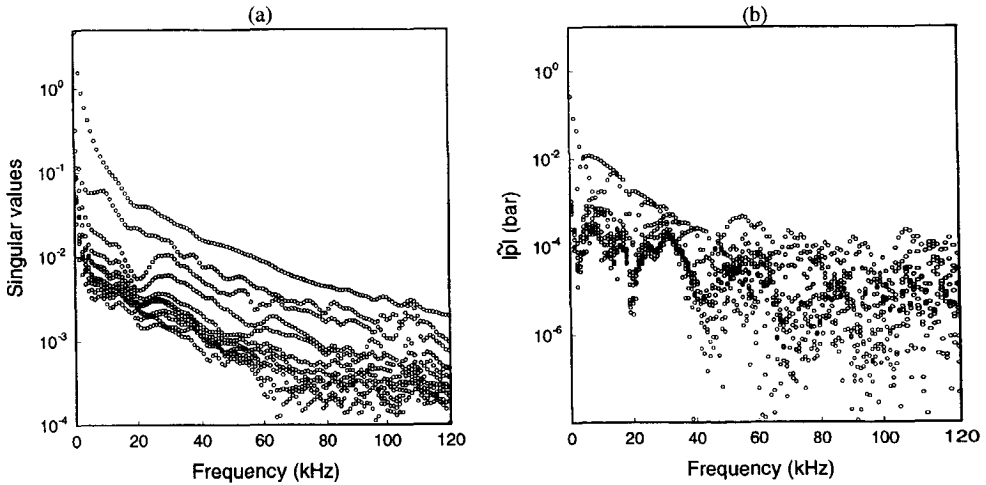 (a)
Singular values
10⁰
10⁻¹
10⁻²
10⁻³
10⁻⁴
0 20 40 60 80 100 120
Frequency (kHz)
(b)
|p̃| (bar)
10⁰
10⁻²
10⁻⁴
10⁻⁶
0 20 40 60 80 100 120
Frequency (kHz)